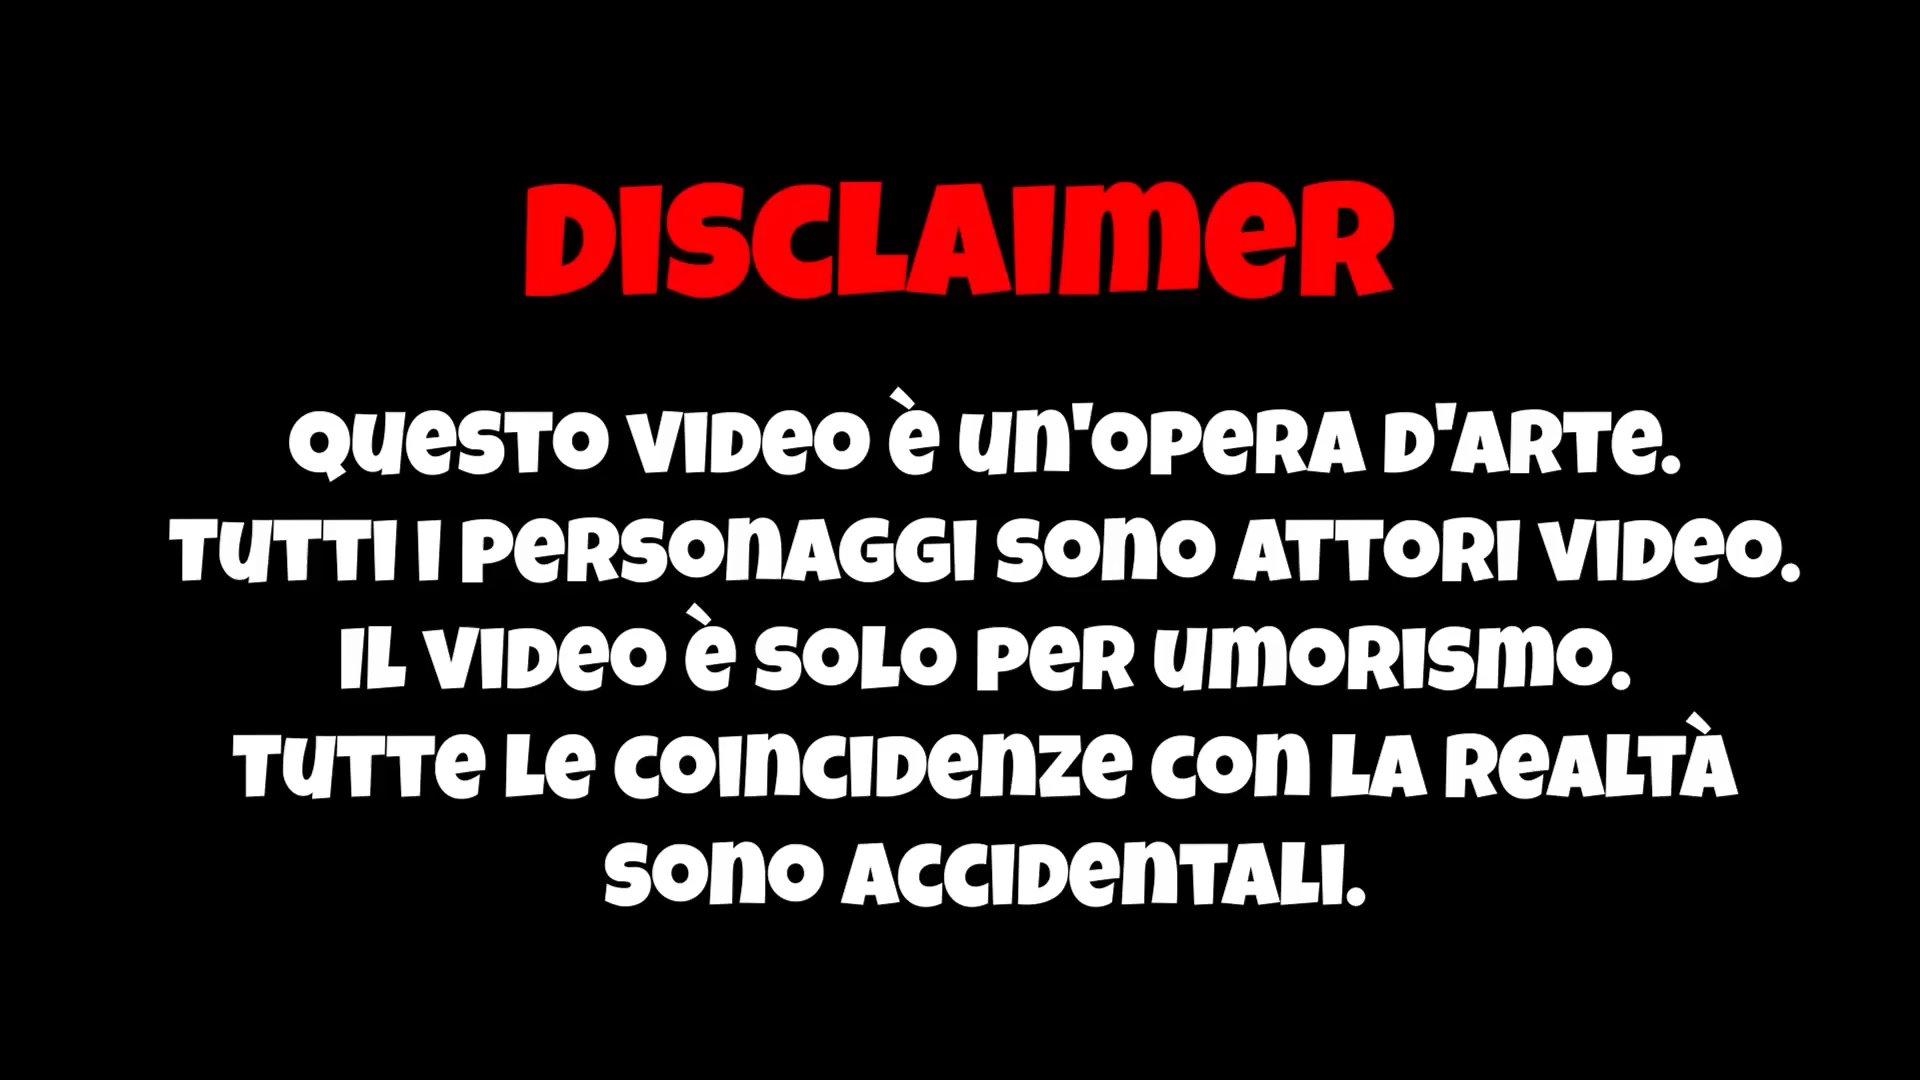 DISCLAIMER
QUESTO VIDEO È UN'OPERA D'ARTE.
TUTTI I PERSONAGGI SONO ATTORI VIDEO.
IL VIDEO È SOLO PER UMORISMO.
TUTTE LE COINCIDENZE CON LA REALTÀ
SONO ACCIDENTALI.